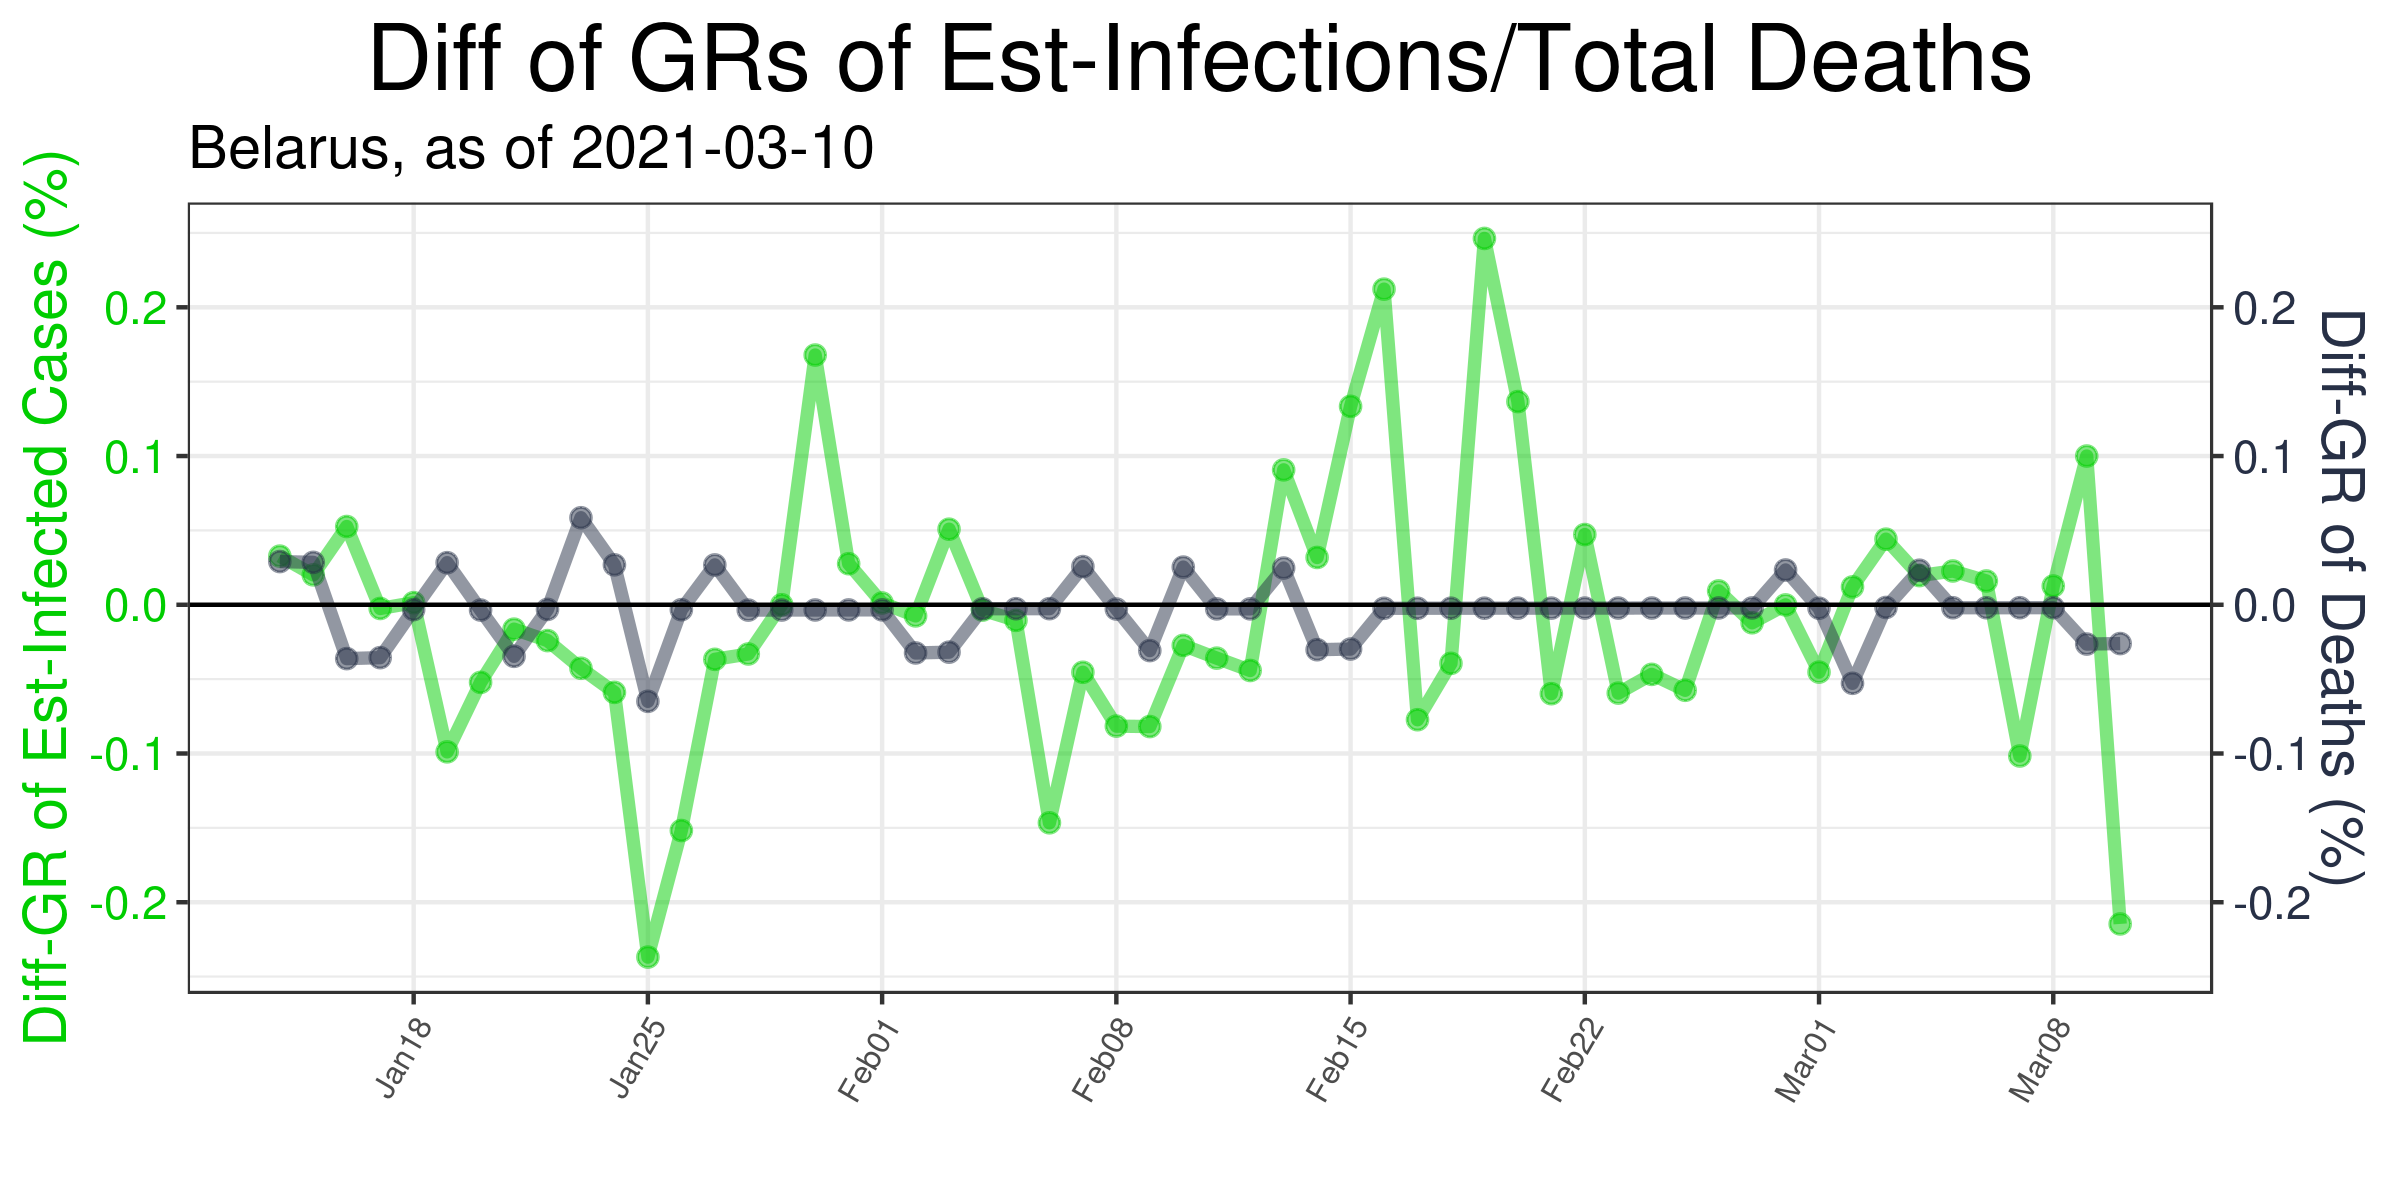 Diff of GRs of Est-Infections/Total Deaths
Belarus, as of 2021-03-10
Diff-GR of Est-Infected Cases (%)
0.2
0.1
0.0
-0.1
-0.2
0.2
0.1
0.0
-0.1
-0.2
Diff-GR of Deaths (%)
Jan18
Jan25
Feb01
Feb08
Feb15
Feb22
Mar01
Mar08